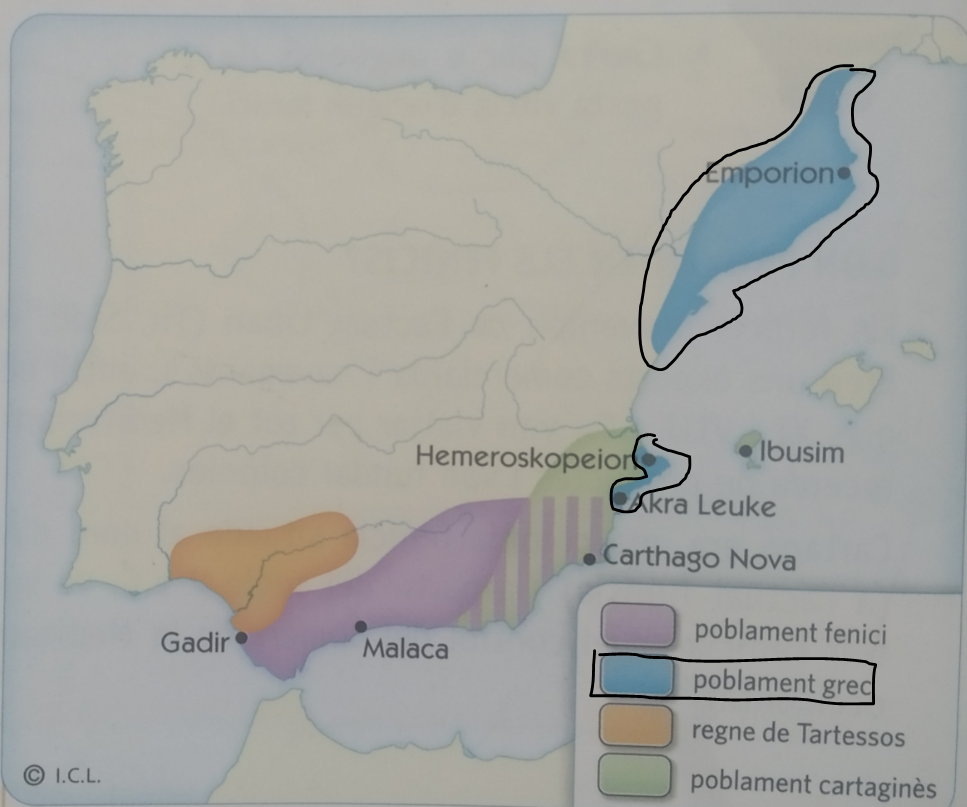 Emporion
Hemeroskopeion
Ibusim
Akra Leuke
Carthago Nova
Gadir
Malaca
poblament fenici
poblament grec
regne de Tartessos
poblament cartaginès
© I.C.L.